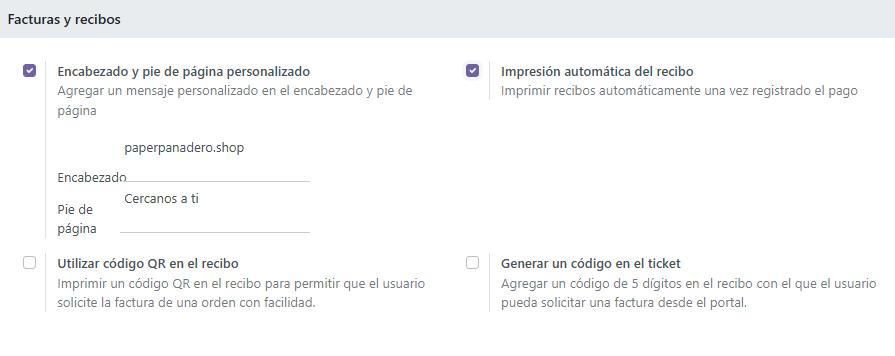 Facturas y recibos
Encabezado y pie de página personalizado
Agregar un mensaje personalizado en el encabezado y pie de
página
paperpanadero.shop
Encabezado
Cercanos a ti
Pie de
página
Impresión automática del recibo
Imprimir recibos automáticamente una vez registrado el pago
Utilizar código QR en el recibo
Imprimir un código QR en el recibo para permitir que el usuario
solicite la factura de una orden con facilidad.
Generar un código en el ticket
Agregar un código de 5 dígitos en el recibo con el que el usuario
pueda solicitar una factura desde el portal.